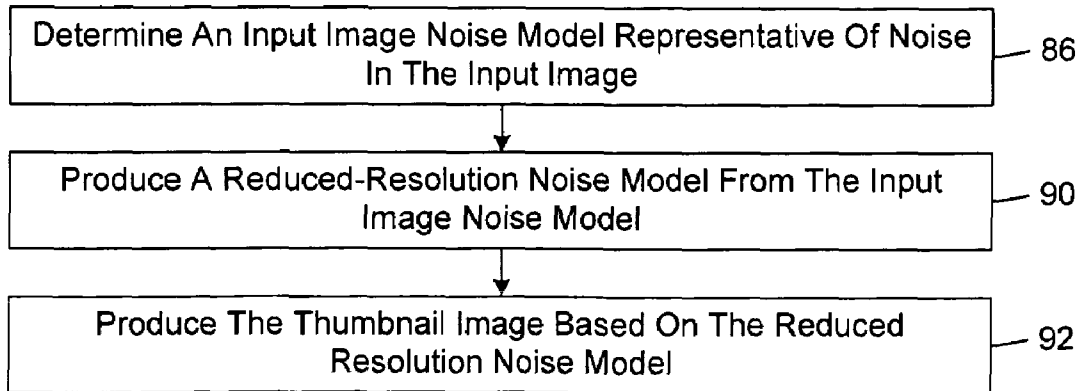 Determine An Input Image Noise Model Representative Of Noise
In The Input Image
86
Produce A Reduced-Resolution Noise Model From The Input
Image Noise Model
90
Produce The Thumbnail Image Based On The Reduced
Resolution Noise Model
92